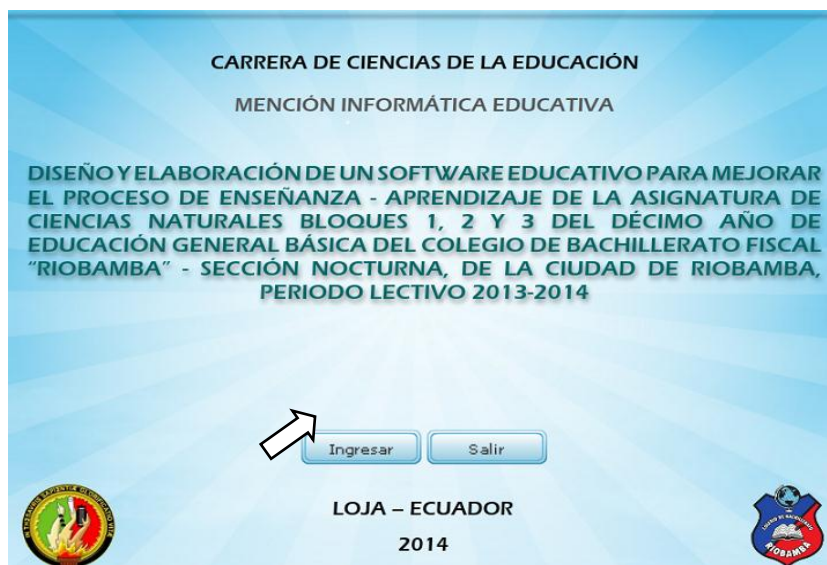 CARRERA DE CIENCIAS DE LA EDUCACIÓN
MENCIÓN INFORMÁTICA EDUCATIVA
DISEÑO Y ELABORACIÓN DE UN SOFTWARE EDUCATIVO PARA MEJORAR
EL PROCESO DE ENSEÑANZA - APRENDIZAJE DE LA ASIGNATURA DE
CIENCIAS NATURALES BLOQUES 1, 2 Y 3 DEL DÉCIMO AÑO DE
EDUCACIÓN GENERAL BÁSICA DEL COLEGIO DE BACHILLERATO FISCAL
"RIOBAMBA" - SECCIÓN NOCTURNA, DE LA CIUDAD DE RIOBAMBA,
PERIODO LECTIVO 2013-2014
Ingresar Salir
LOJA – ECUADOR
2014
RIOBAMBA